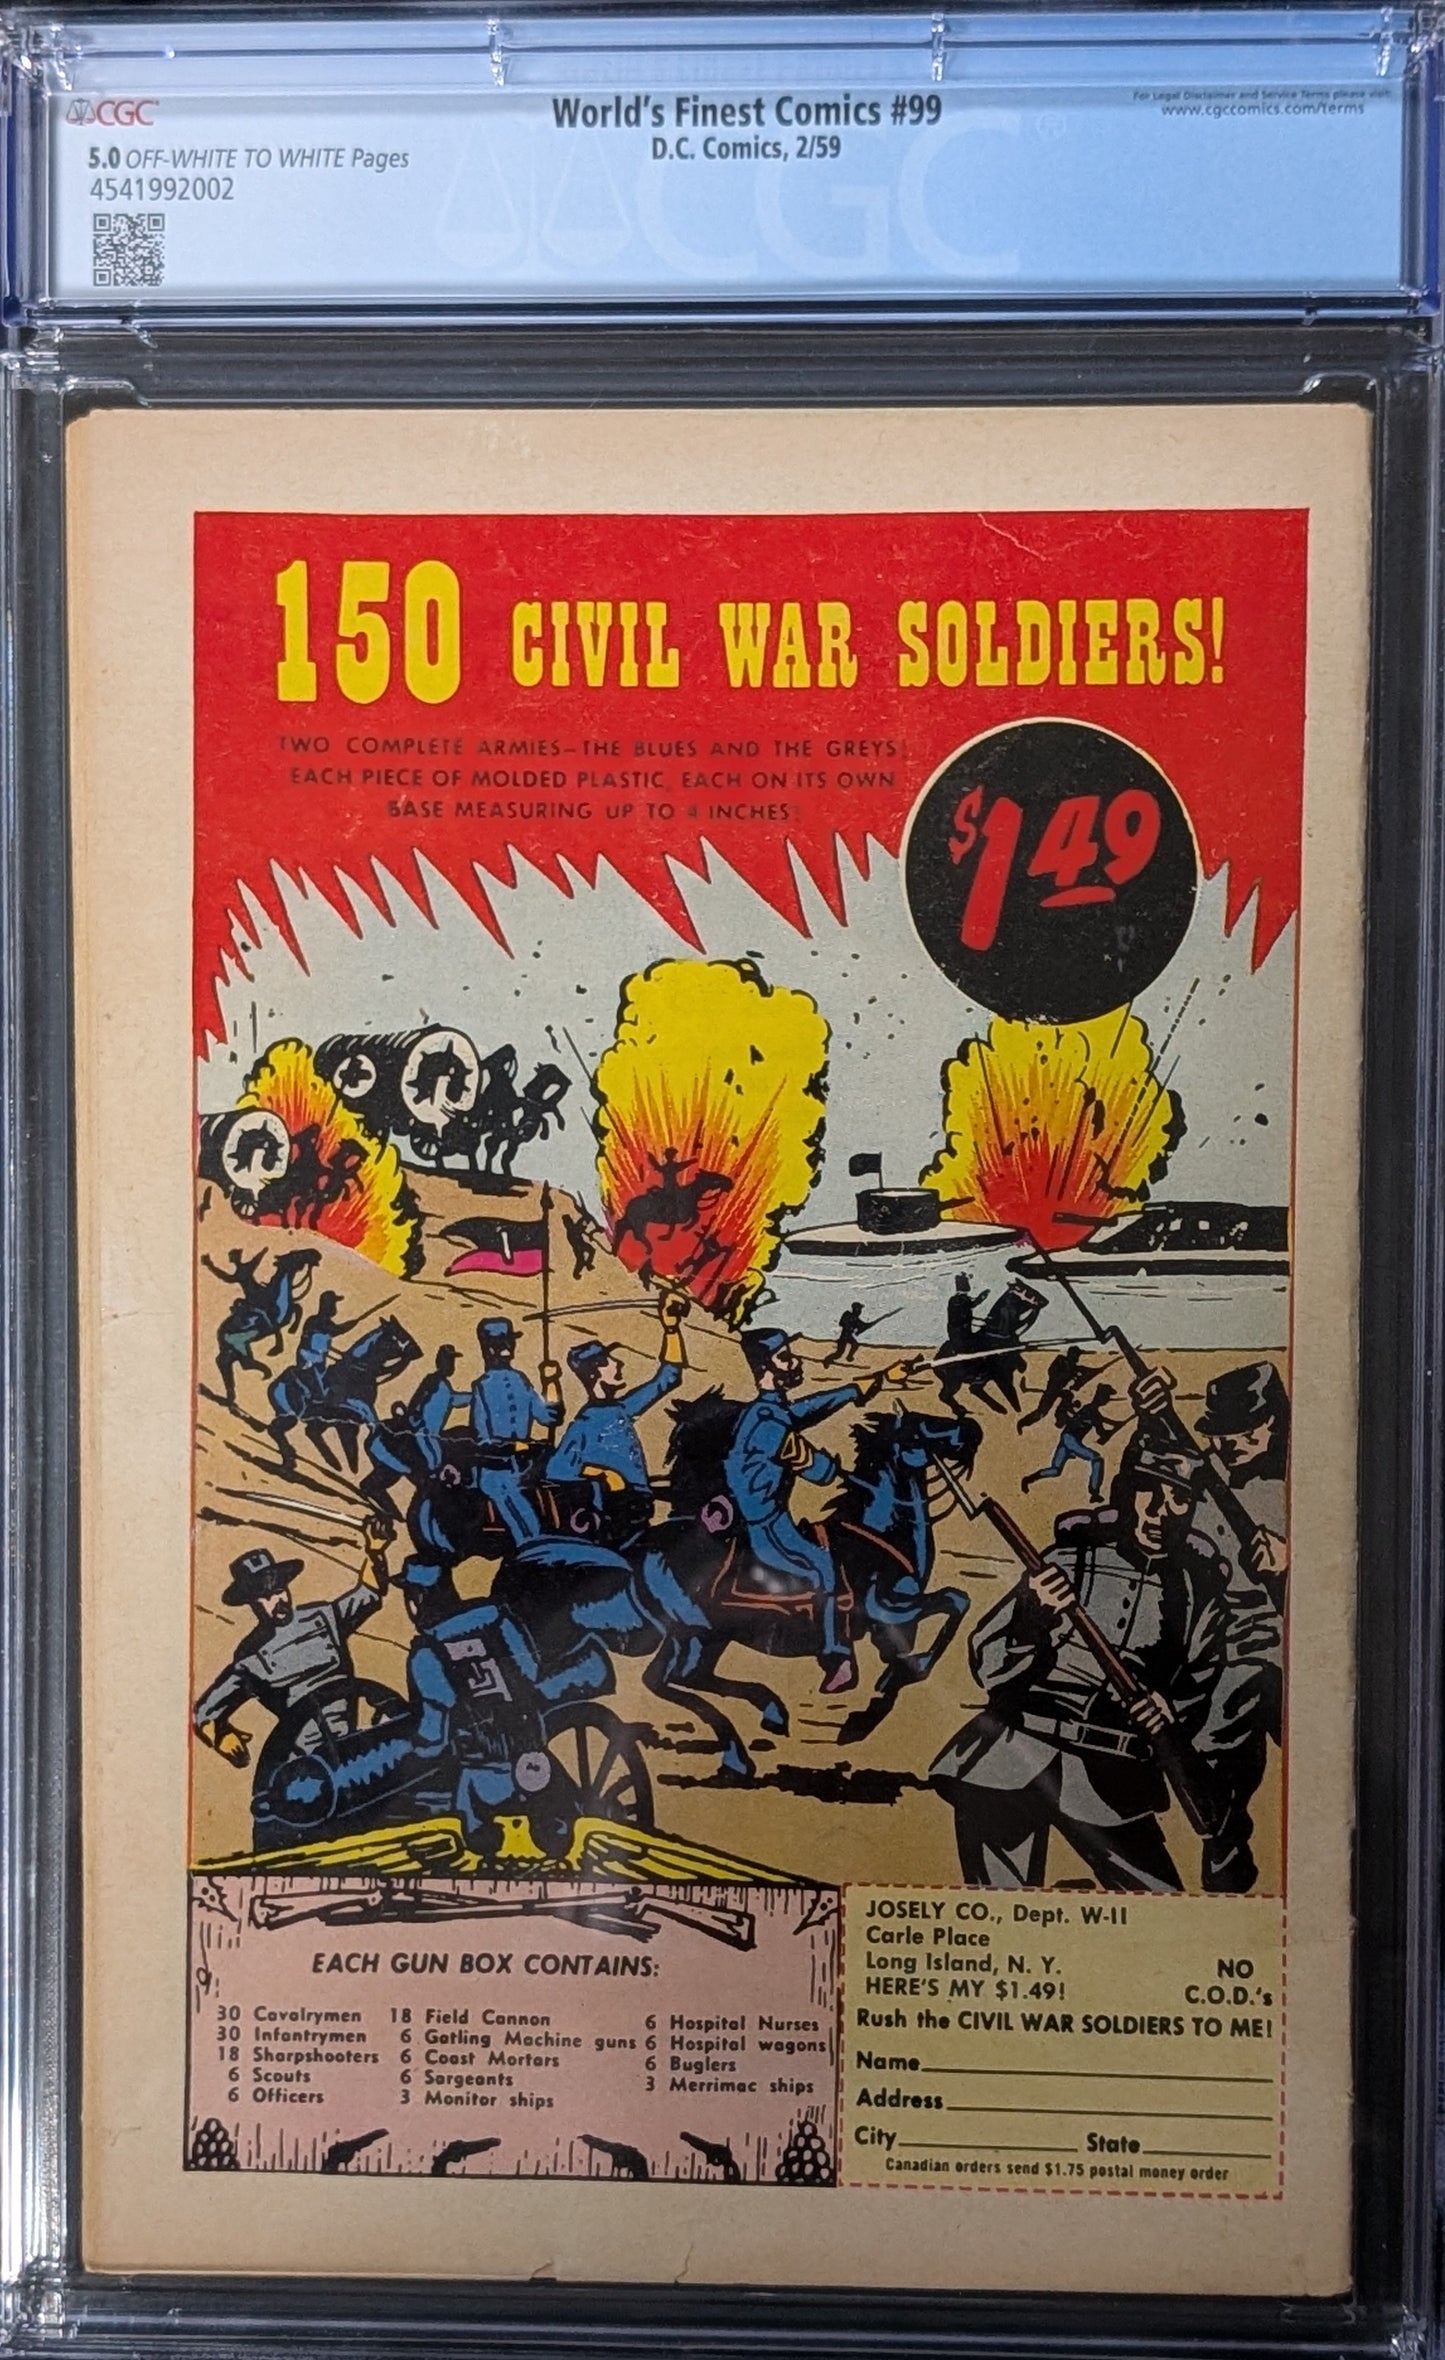 CGC
World's Finest Comics #99
For Legal Disclaimer and Service Terms please visit
www.cgccomics.com/terms
5.0 OFF-WHITE TO WHITE Pages
D.C. Comics, 2/59
4541992002
CGC
150 CIVIL WAR SOLDIERS!
TWO COMPLETE ARMIES—THE BLUES AND THE GREYS!
EACH PIECE OF MOLDED PLASTIC, EACH ON ITS OWN
BASE MEASURING UP TO 4 INCHES!
$1 49
EACH GUN BOX CONTAINS:
30 Cavalrymen
30 Infantrymen
18 Sharpshooters
6 Scouts
6 Officers
18 Field Cannon
6 Gatling Machine guns
6 Coast Mortars
6 Sargeants
3 Monitor ships
6 Hospital Nurses
6 Hospital wagons
6 Buglers
3 Merrimac ships
JOSELY CO., Dept. W-11
Carle Place
Long Island, N. Y.
HERE'S MY $1.49!
NO
C.O.D.'s
Rush the CIVIL WAR SOLDIERS TO ME!
Name
Address
City State
Canadian orders send $1.75 postal money order